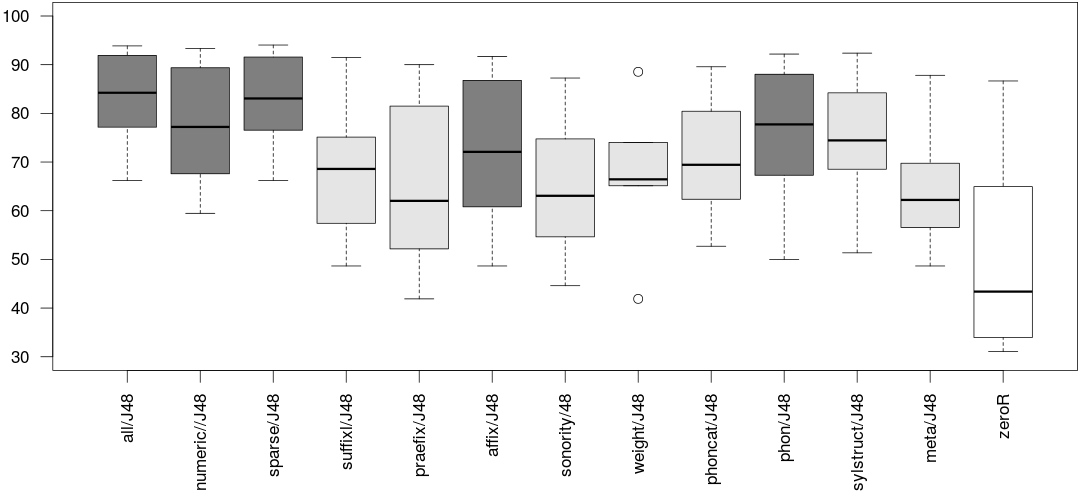 100
90
80
70
60
50
40
30
all/J48
numeric//J48
sparse/J48
suffixl/J48
praefix/J48
affix/J48
sonority/48
weight/J48
phoncat/J48
phon/J48
sylstruct/J48
meta/J48
zeroR